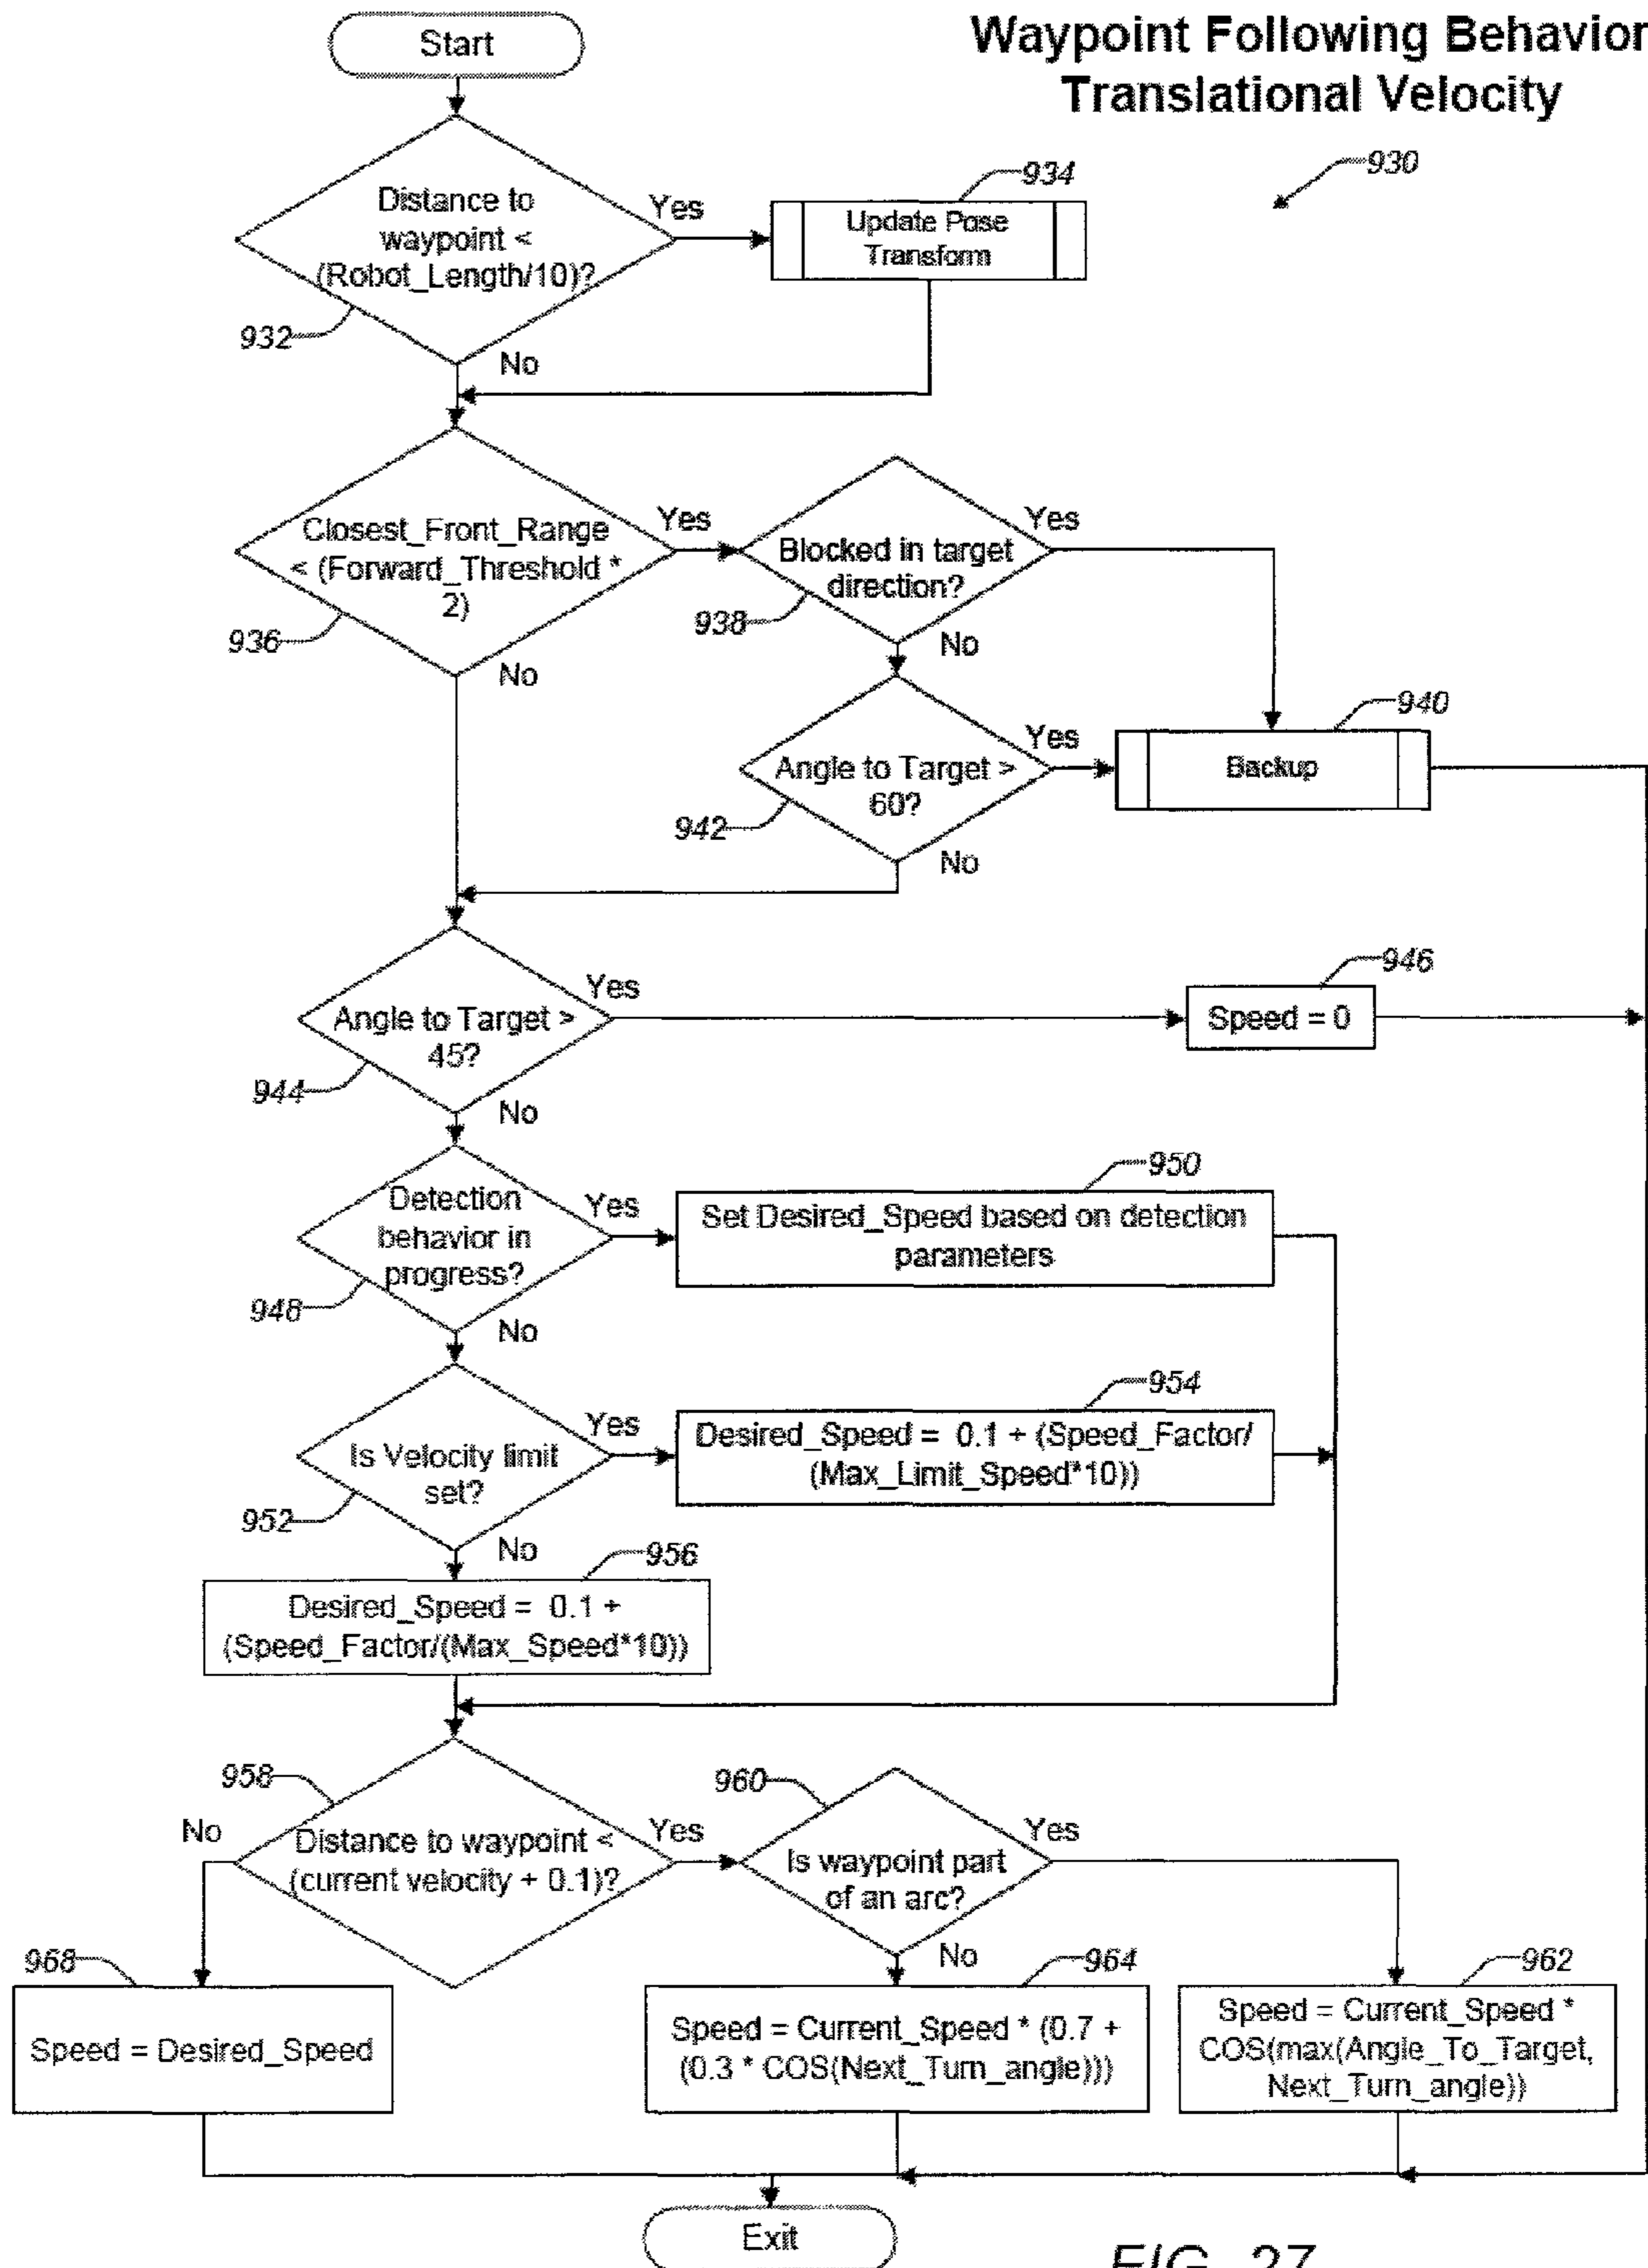 Waypoint Following Behavior
Translational Velocity
Start
930
Distance to
waypoint <
(Robot_Length/10)?
932
Yes
934
Update Pose
Transform
No
Closest_Front_Range
< (Forward_Threshold *
2)
936
Yes
Blocked in target
direction?
938
Yes
No
No
940
Backup
Angle to Target >
60?
942
Yes
No
Angle to Target >
45?
944
Yes
946
Speed = 0
No
Detection
behavior in
progress?
948
Yes
950
Set Desired_Speed based on detection
parameters
No
Is Velocity limit
set?
952
Yes
954
Desired_Speed = 0.1 + (Speed_Factor/
(Max_Limit_Speed*10))
No
956
Desired_Speed = 0.1 +
(Speed_Factor/(Max_Speed*10))
958
No
Distance to waypoint <
(current velocity + 0.1)?
Yes
960
Is waypoint part
of an arc?
Yes
No
968
Speed = Desired_Speed
964
Speed = Current_Speed * (0.7 +
(0.3 * COS(Next_Turn_angle)))
962
Speed = Current_Speed *
COS(max(Angle_To_Target,
Next_Turn_angle))
Exit
FIG. 27